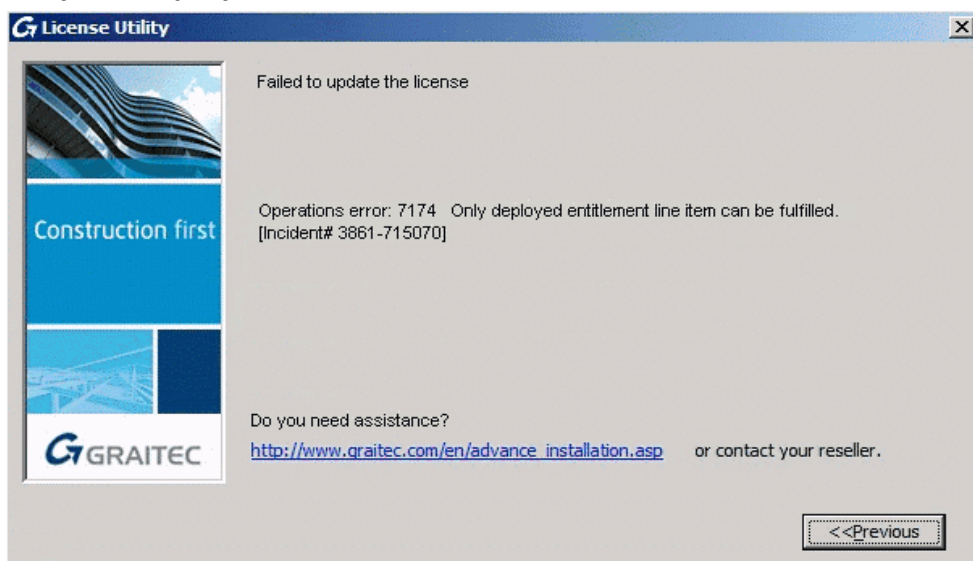 License Utility
Failed to update the license
Operations error: 7174 Only deployed entitlement line item can be fulfilled.
[Incident# 3861-715070]
Construction first
GRAITEC
Do you need assistance?
http://www.graitec.com/en/advance_installation.asp or contact your reseller.
<<Previous